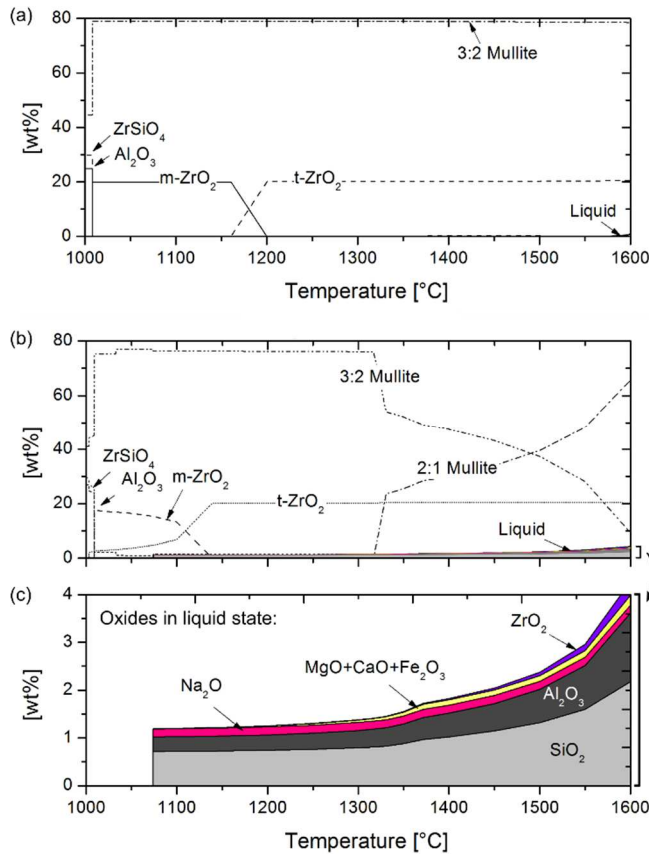 (a)
80
60
40
20
0
[wt%]
3:2 Mullite
ZrSiO₄
Al₂O₃
m-ZrO₂
t-ZrO₂
Liquid
1000 1100 1200 1300 1400 1500 1600
Temperature [°C]
(b)
80
60
40
20
0
[wt%]
3:2 Mullite
ZrSiO₄
Al₂O₃
m-ZrO₂
2:1 Mullite
t-ZrO₂
Liquid
(c)
4
3
2
1
0
[wt%]
Oxides in liquid state:
ZrO₂
MgO+CaO+Fe₂O₃
Na₂O
Al₂O₃
SiO₂
1000 1100 1200 1300 1400 1500 1600
Temperature [°C]